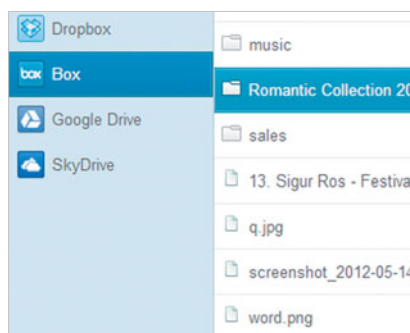 Dropbox
box Box
Google Drive
SkyDrive
music
Romantic Collection 20
sales
13. Sigur Ros - Festiva
q.jpg
screenshot_2012-05-14
word.png